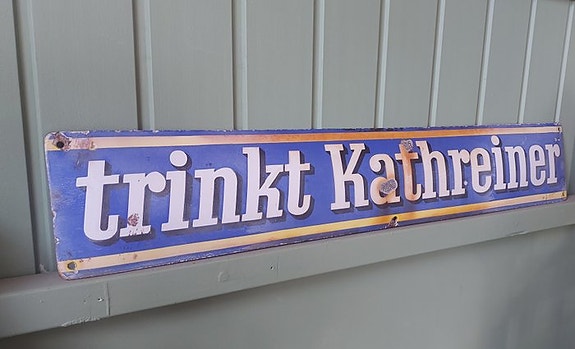 trinkt Kathreiner